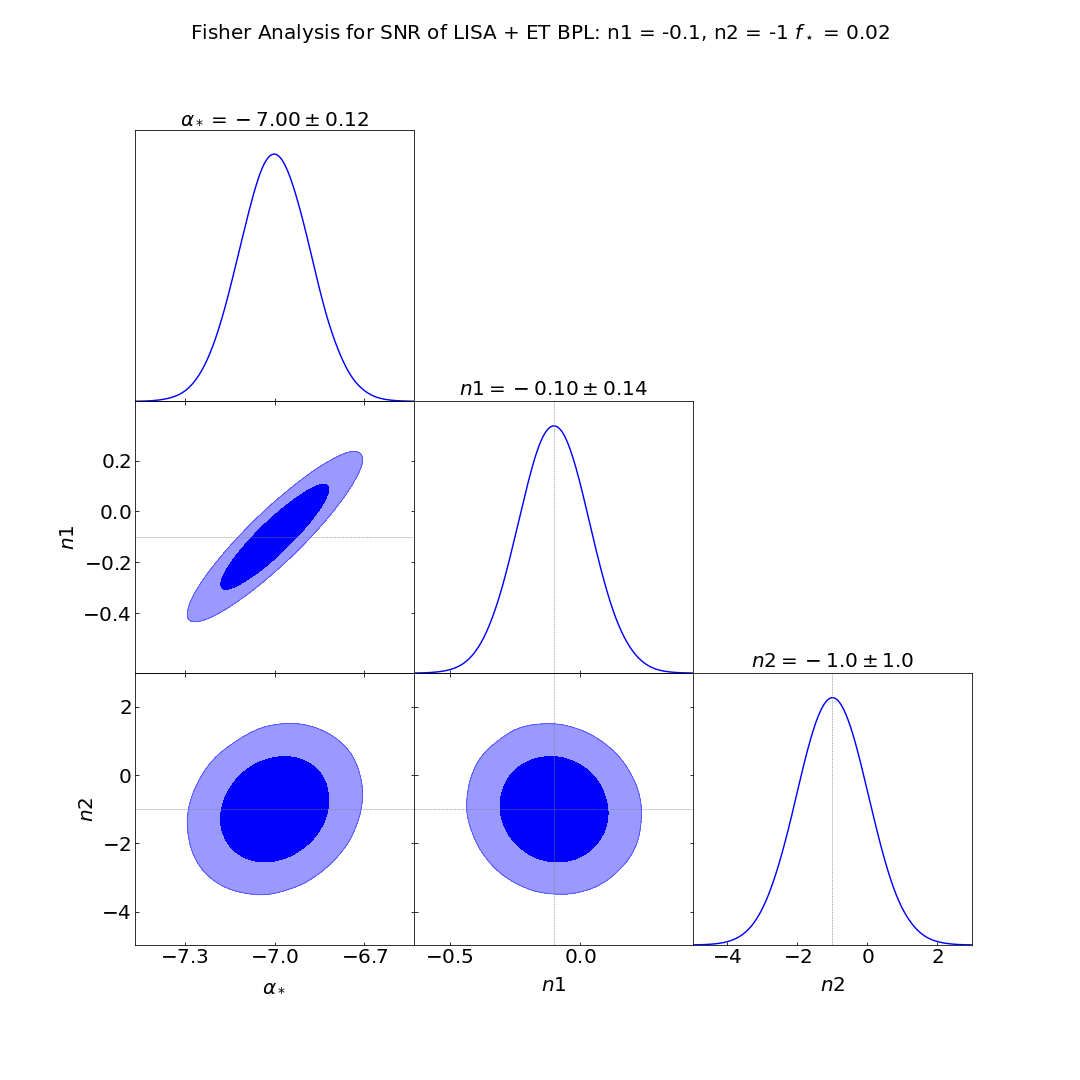 Fisher Analysis for SNR of LISA + ET BPL: n1 = -0.1, n2 = -1 f⋆ = 0.02
α* = −7.00 ± 0.12
n1 = −0.10 ± 0.14
0.2
0.0
−0.2
−0.4
n1
n2 = −1.0 ± 1.0
2
0
−2
−4
n2
−7.3 −7.0 −6.7 −0.5 0.0 −4 −2 0 2
α* n1 n2